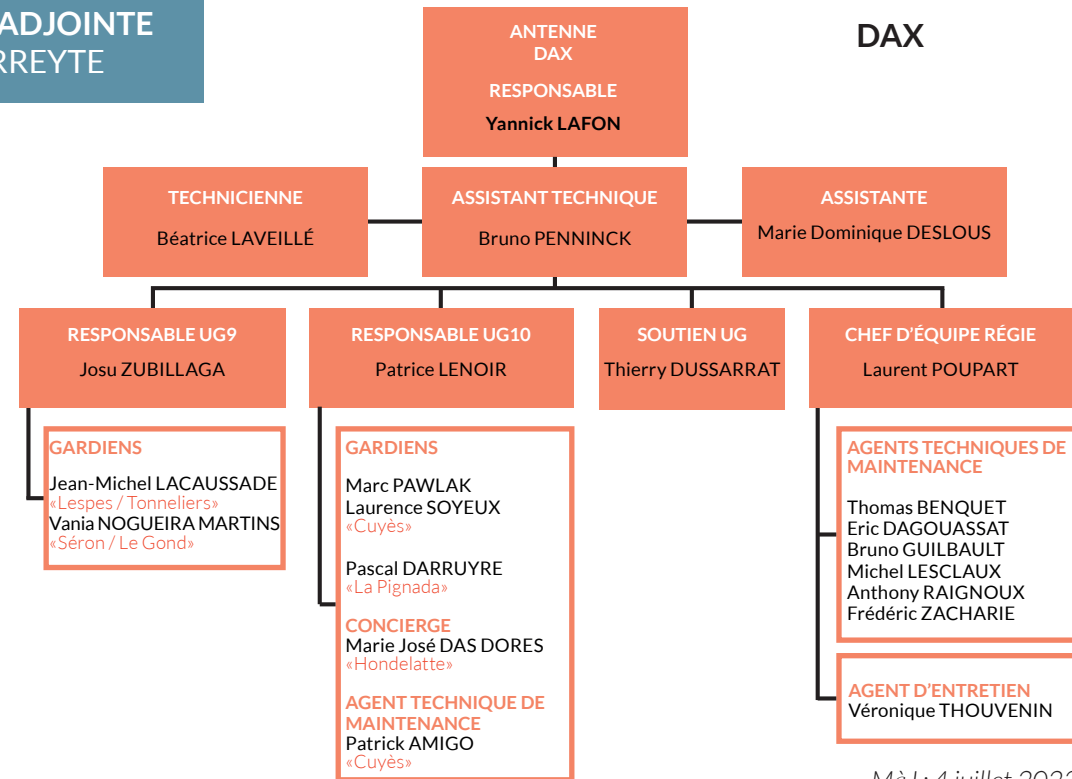 ADJOINTE
RREYTE
DAX
ANTENNE
DAX
RESPONSABLE
Yannick LAFON
TECHNICIENNE
Béatrice LAVEILLÉ
ASSISTANT TECHNIQUE
Bruno PENNINCK
ASSISTANTE
Marie Dominique DESLOUS
RESPONSABLE UG9
Josu ZUBILLAGA
RESPONSABLE UG10
Patrice LENOIR
SOUTIEN UG
Thierry DUSSARRAT
CHEF D'ÉQUIPE RÉGIE
Laurent POUPART
GARDIENS
Jean-Michel LACAUSSADE
«Lespes / Tonneliers»
Vania NOGUEIRA MARTINS
«Séron / Le Gond»
GARDIENS
Marc PAWLAK
Laurence SOYEUX
«Cuyès»
Pascal DARRUYRE
«La Pignada»
CONCIERGE
Marie José DAS DORES
«Hondelatte»
AGENT TECHNIQUE DE
MAINTENANCE
Patrick AMIGO
«Cuyès»
AGENTS TECHNIQUES DE
MAINTENANCE
Thomas BENQUET
Eric DAGOUASSAT
Bruno GUILBAULT
Michel LESCLAUX
Anthony RAIGNOUX
Frédéric ZACHARIE
AGENT D'ENTRETIEN
Véronique THOUVENIN
4 juillet